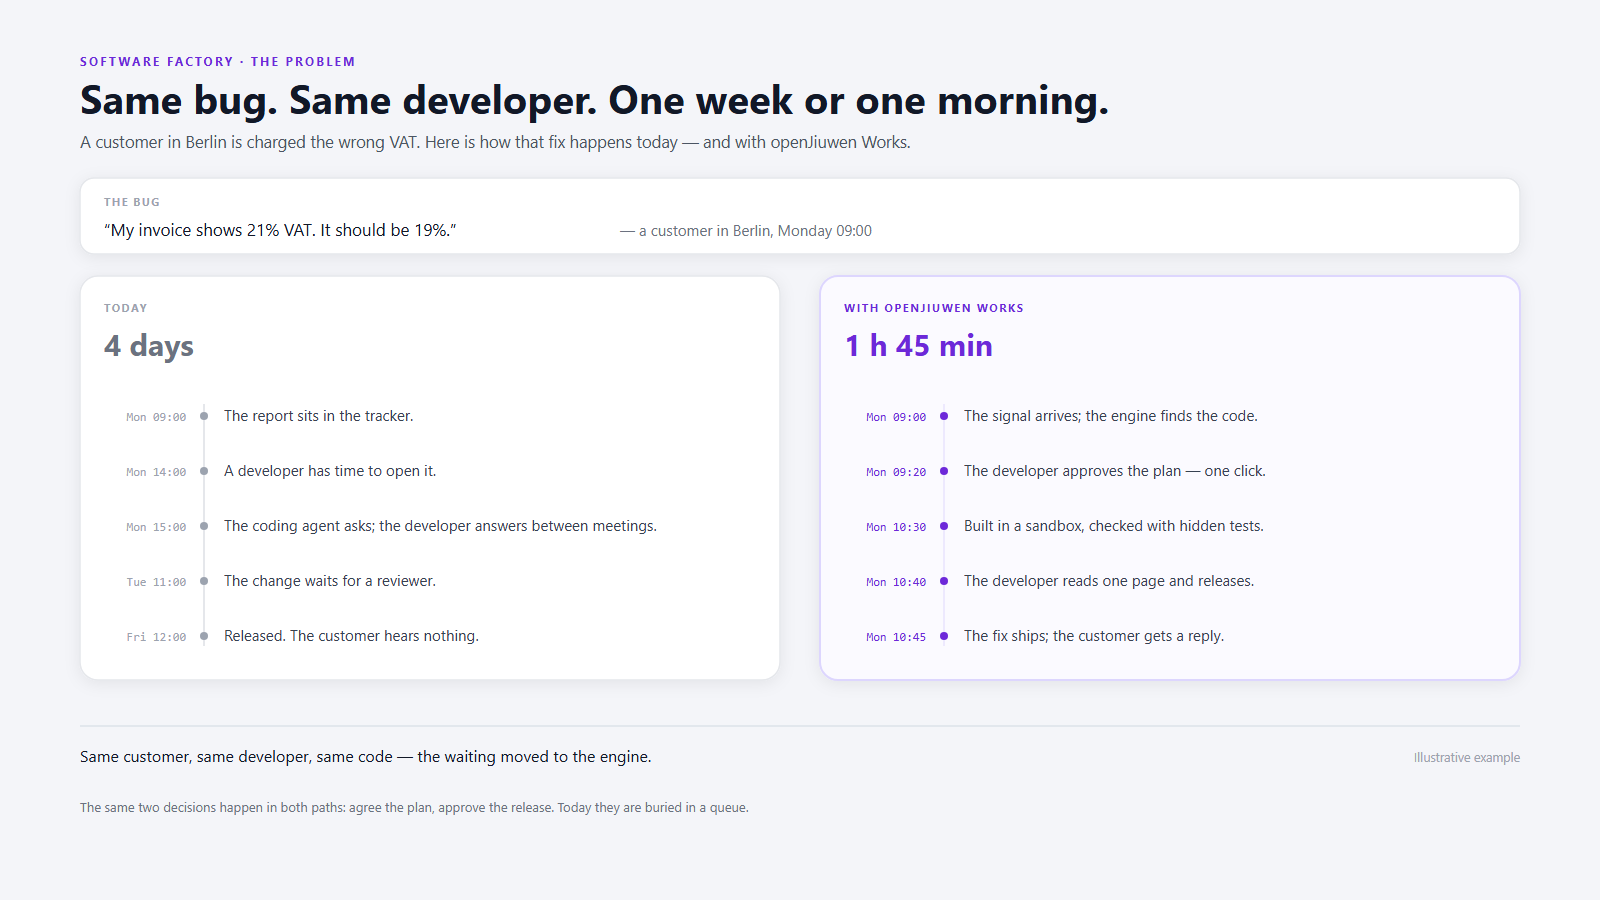 SOFTWARE FACTORY · THE PROBLEM
Same bug. Same developer. One week or one morning.
A customer in Berlin is charged the wrong VAT. Here is how that fix happens today — and with openJiuwen Works.
THE BUG
“My invoice shows 21% VAT. It should be 19%.” — a customer in Berlin, Monday 09:00
TODAY
4 days
Mon 09:00 The report sits in the tracker.
Mon 14:00 A developer has time to open it.
Mon 15:00 The coding agent asks; the developer answers between meetings.
Tue 11:00 The change waits for a reviewer.
Fri 12:00 Released. The customer hears nothing.
WITH OPENJIUWEN WORKS
1 h 45 min
Mon 09:00 The signal arrives; the engine finds the code.
Mon 09:20 The developer approves the plan — one click.
Mon 10:30 Built in a sandbox, checked with hidden tests.
Mon 10:40 The developer reads one page and releases.
Mon 10:45 The fix ships; the customer gets a reply.
Same customer, same developer, same code — the waiting moved to the engine.
Illustrative example
The same two decisions happen in both paths: agree the plan, approve the release. Today they are buried in a queue.